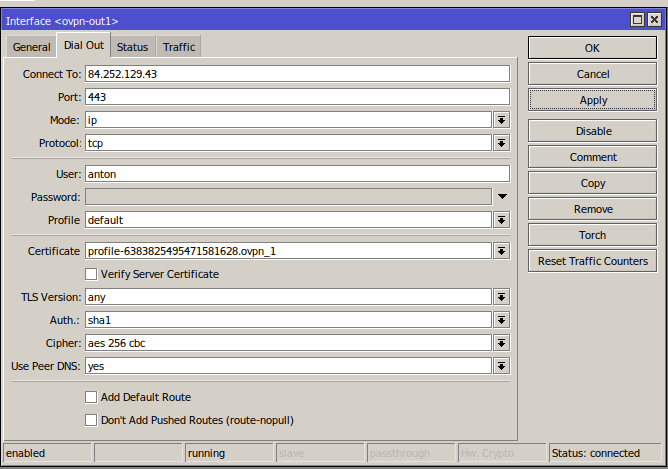 Interface <ovpn-out1>
General Dial Out Status Traffic
Connect To: 84.252.129.43
Port: 443
Mode: ip
Protocol: tcp
User: anton
Password:
Profile default
Certificate profile-6383825495471581628.ovpn_1
Verify Server Certificate
TLS Version: any
Auth.: sha1
Cipher: aes 256 cbc
Use Peer DNS: yes
Add Default Route
Don't Add Pushed Routes (route-nopull)
OK
Cancel
Apply
Disable
Comment
Copy
Remove
Torch
Reset Traffic Counters
enabled running slave passthrough Hw. Crypto Status: connected